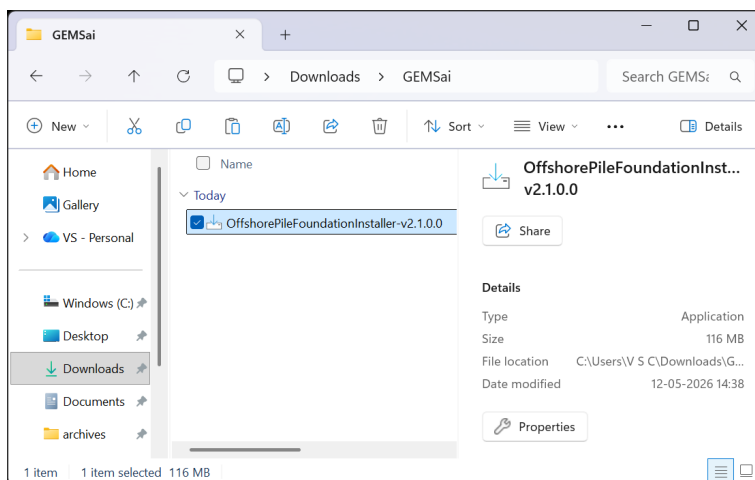 GEMSai
Downloads > GEMSai
Search GEMSa
New
Sort
View
Details
Home
Gallery
VS - Personal
Windows (C:)
Desktop
Downloads
Documents
archives
Name
Today
OffshorePileFoundationInstaller-v2.1.0.0
OffshorePileFoundationInst...
v2.1.0.0
Share
Details
Type Application
Size 116 MB
File location C:\Users\V S C\Downloads\G...
Date modified 12-05-2026 14:38
Properties
1 item 1 item selected 116 MB